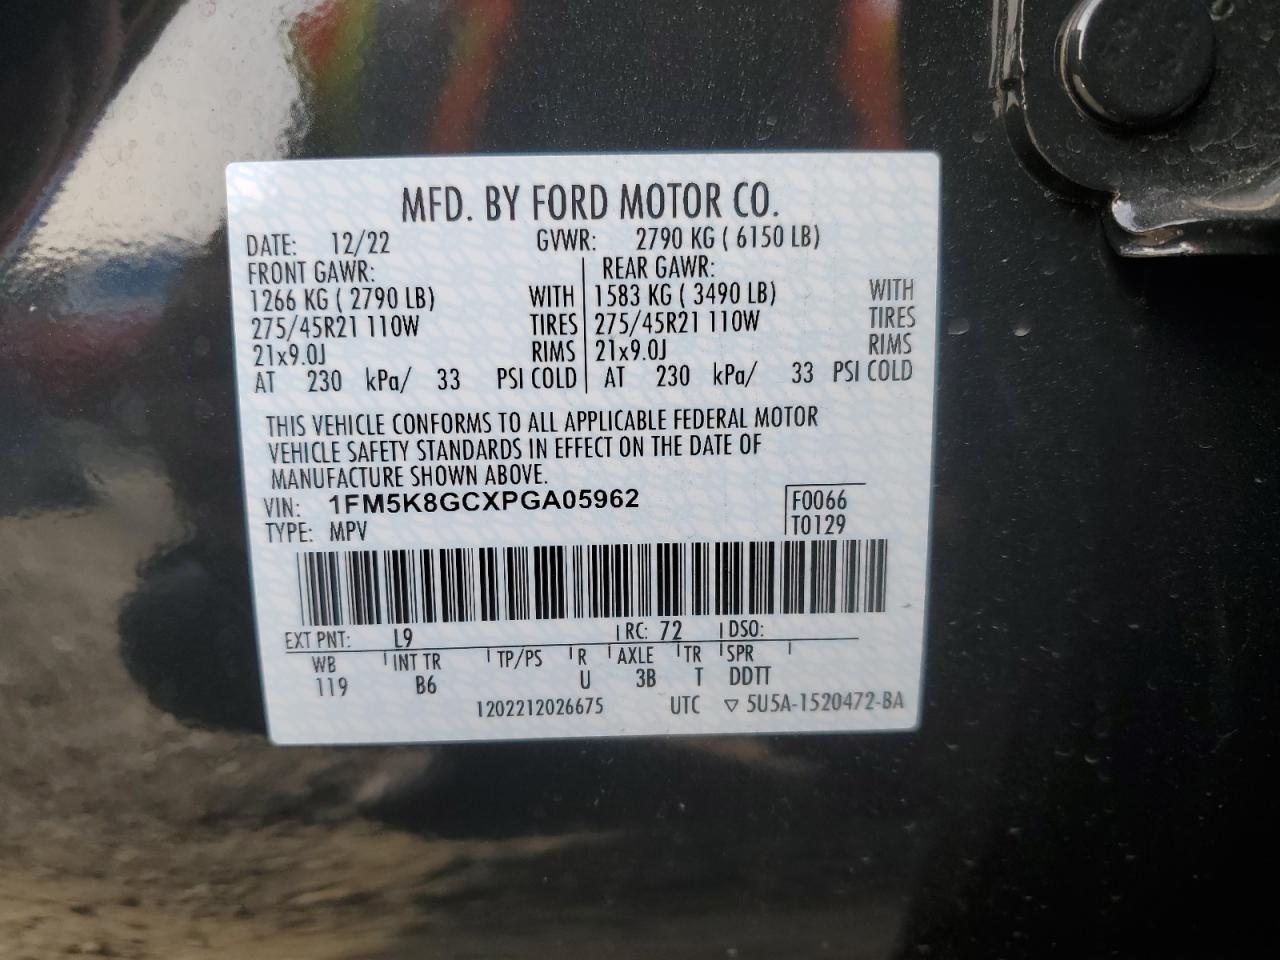 MFD. BY FORD MOTOR CO.
DATE: 12/22 GVWR: 2790 KG ( 6150 LB)
FRONT GAWR: REAR GAWR:
1266 KG ( 2790 LB) WITH 1583 KG ( 3490 LB) WITH
275/45R21 110W TIRES 275/45R21 110W TIRES
21x9.0J RIMS 21x9.0J RIMS
AT 230 kPa/ 33 PSI COLD AT 230 kPa/ 33 PSI COLD
THIS VEHICLE CONFORMS TO ALL APPLICABLE FEDERAL MOTOR
VEHICLE SAFETY STANDARDS IN EFFECT ON THE DATE OF
MANUFACTURE SHOWN ABOVE.
VIN: 1FM5K8GCXPGA05962 F0066
TYPE: MPV T0129
EXT PNT: L9 RC: 72 DSO:
WB INT TR TP/PS R AXLE TR SPR
119 B6 U 3B T DDTT
1202212026675 UTC ▽ 5U5A-1520472-BA